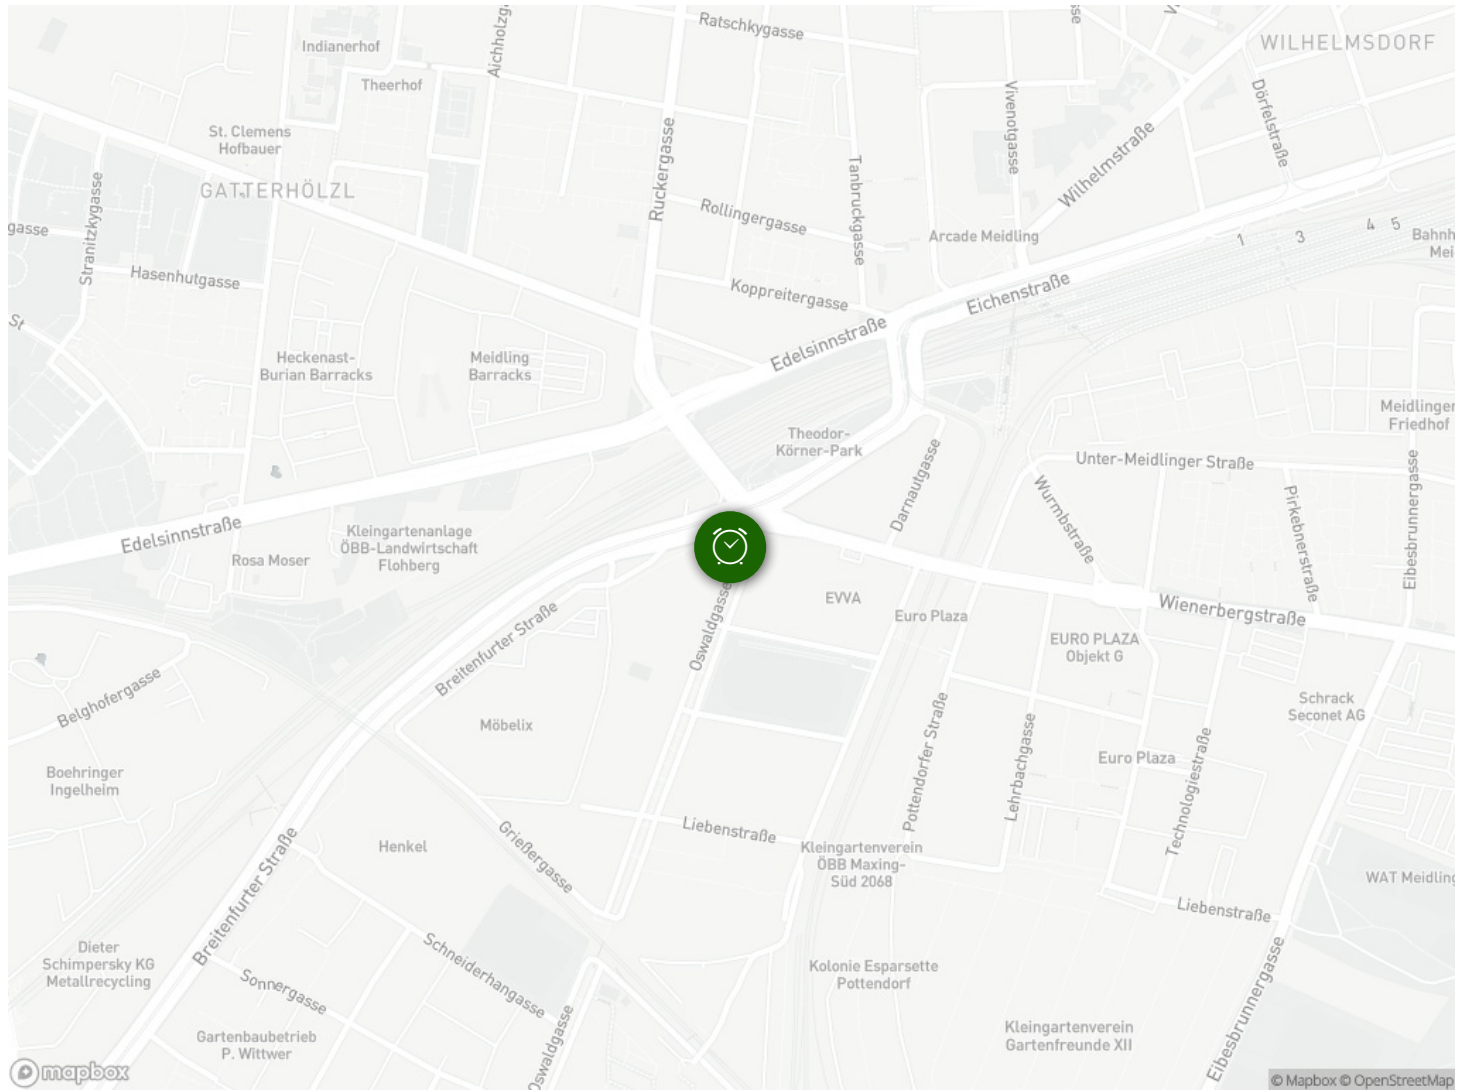 Ratschkygasse
WILHELMSDORF
Indianerhof
Aichholzg
Theerhof
Vivenotgasse
Dörfelstraße
St. Clemens
Hofbauer
Ruckergasse
Wilhelmstraße
Tanbruckgasse
GATTERHÖLZL
Stranitzkygasse
gasse
Rollingergasse
Arcade Meidling
1
3
4
5
Bahnh
Mei
Hasenhutgasse
Koppreitergasse
Eichenstraße
St
Edelsinnstraße
Heckenast-
Burian Barracks
Meidling
Barracks
Meidlinger
Friedhof
Theodor-
Körner-Park
Unter-Meidlinger Straße
Darnautgasse
Wurmbstraße
Pirkebnerstraße
Eibesbrunnergasse
Edelsinnstraße
Kleingartenanlage
ÖBB-Landwirtschaft
Flohberg
Rosa Moser
EVVA
Euro Plaza
Wienerbergstraße
Oswaldgasse
Breitenfurter Straße
EURO PLAZA
Objekt G
Belghofergasse
Möbelix
Schrack
Seconet AG
Pottendorfer Straße
Lehrbachgasse
Euro Plaza
Technologiestraße
Boehringer
Ingelheim
Liebenstraße
Henkel
Grießergasse
Kleingartenverein
ÖBB Maxing-
Süd 2068
WAT Meidling
Breitenfurter Straße
Liebenstraße
Dieter
Schimpersky KG
Metallrecycling
Schneiderhangasse
Sonnergasse
Kolonie Esparsette
Pottendorf
Eibesbrunnergasse
Oswaldgasse
Gartenbaubetrieb
P. Wittwer
Kleingartenverein
Gartenfreunde XII
mapbox
© Mapbox © OpenStreetMap